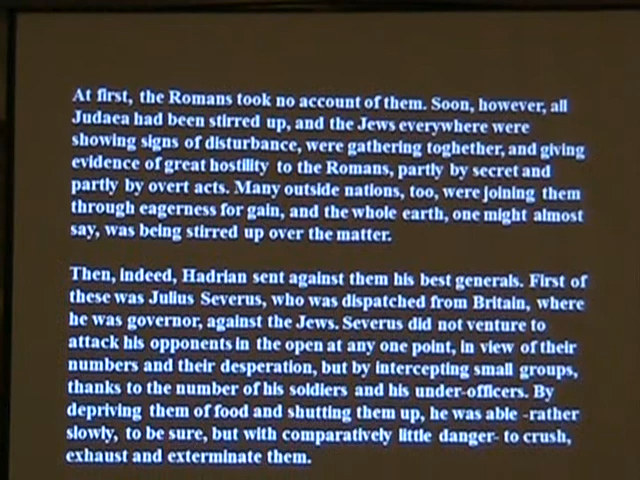 At first, the Romans took no account of them. Soon, however, all
Judaea had been stirred up, and the Jews everywhere were
showing signs of disturbance, were gathering toghether, and giving
evidence of great hostility to the Romans, partly by secret and
partly by overt acts. Many outside nations, too, were joining them
through eagerness for gain, and the whole earth, one might almost
say, was being stirred up over the matter.
Then, indeed, Hadrian sent against them his best generals. First of
these was Julius Severus, who was dispatched from Britain, where
he was governor, against the Jews. Severus did not venture to
attack his opponents in the open at any one point, in view of their
numbers and their desperation, but by intercepting small groups,
thanks to the number of his soldiers and his under-officers. By
depriving them of food and shutting them up, he was able -rather
slowly, to be sure, but with comparatively little danger- to crush,
exhaust and exterminate them.